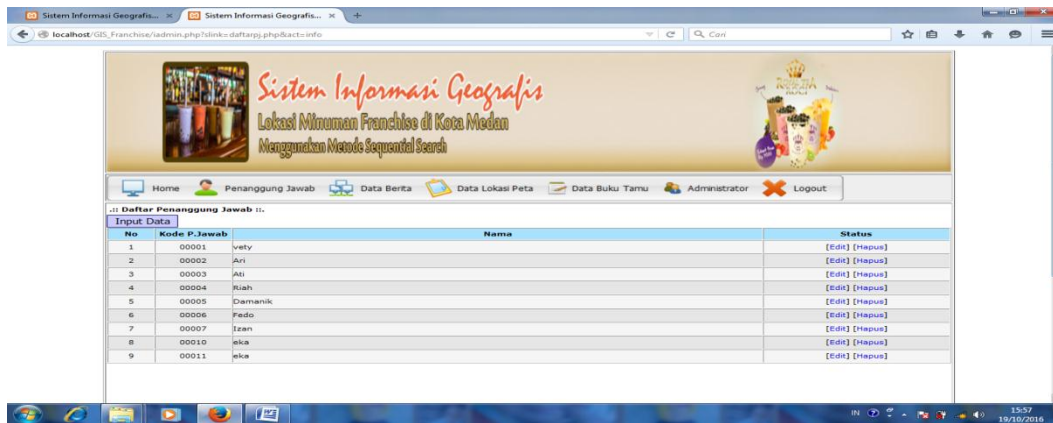 Sistem Informasi Geografis... × Sistem Informasi Geografis... × +
localhost/GIS_Franchise/iadmin.php?slink=daftarpj.php&act=info Cari
Sistem Informasi Geografis
Lokasi Minuman Franchise di Kota Medan
Menggunakan Metode Sequential Search
Home Penanggung Jawab Data Berita Data Lokasi Peta Data Buku Tamu Administrator Logout
.:: Daftar Penanggung Jawab ::.
Input Data
No Kode P.Jawab Nama Status
1 00001 vety [Edit] [Hapus]
2 00002 Ari [Edit] [Hapus]
3 00003 Ati [Edit] [Hapus]
4 00004 Riah [Edit] [Hapus]
5 00005 Damanik [Edit] [Hapus]
6 00006 Fedo [Edit] [Hapus]
7 00007 Izan [Edit] [Hapus]
8 00010 eka [Edit] [Hapus]
9 00011 eka [Edit] [Hapus]
IN 15:57
19/10/2016